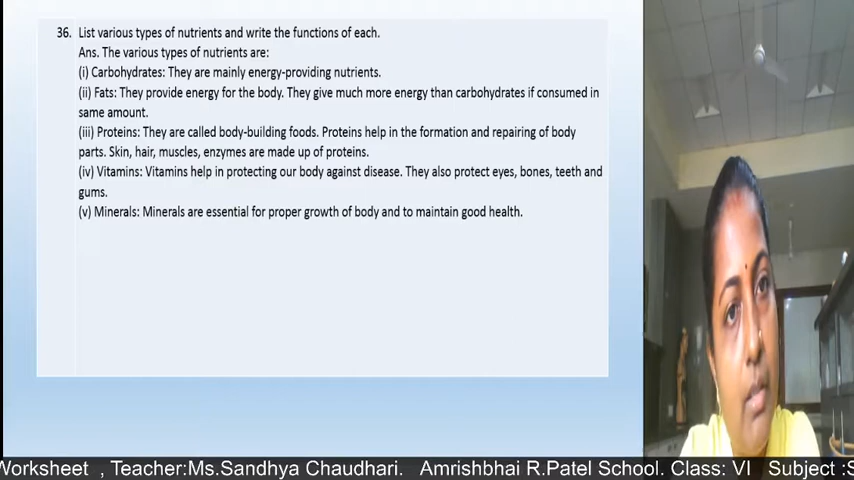 36. List various types of nutrients and write the functions of each.
Ans. The various types of nutrients are:
(i) Carbohydrates: They are mainly energy-providing nutrients.
(ii) Fats: They provide energy for the body. They give much more energy than carbohydrates if consumed in
same amount.
(iii) Proteins: They are called body-building foods. Proteins help in the formation and repairing of body
parts. Skin, hair, muscles, enzymes are made up of proteins.
(iv) Vitamins: Vitamins help in protecting our body against disease. They also protect eyes, bones, teeth and
gums.
(v) Minerals: Minerals are essential for proper growth of body and to maintain good health.
Worksheet , Teacher:Ms.Sandhya Chaudhari. Amrishbhai R.Patel School. Class: VI Subject :S